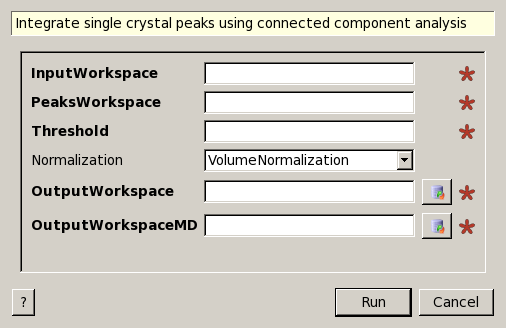 Integrate single crystal peaks using connected component analysis
InputWorkspace
PeaksWorkspace
Threshold
Normalization VolumeNormalization
OutputWorkspace
OutputWorkspaceMD
? Run Cancel